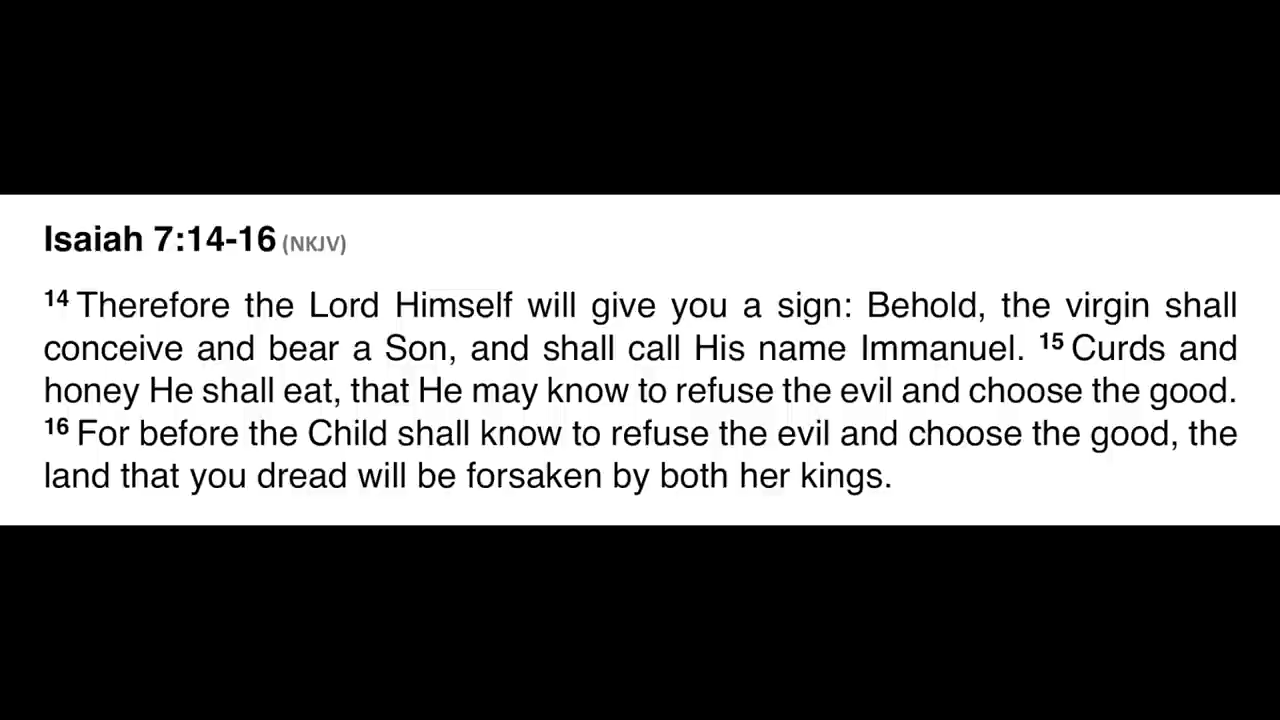 Isaiah 7:14-16 (NKJV)
14 Therefore the Lord Himself will give you a sign: Behold, the virgin shall
conceive and bear a Son, and shall call His name Immanuel. 15 Curds and
honey He shall eat, that He may know to refuse the evil and choose the good.
16 For before the Child shall know to refuse the evil and choose the good, the
land that you dread will be forsaken by both her kings.